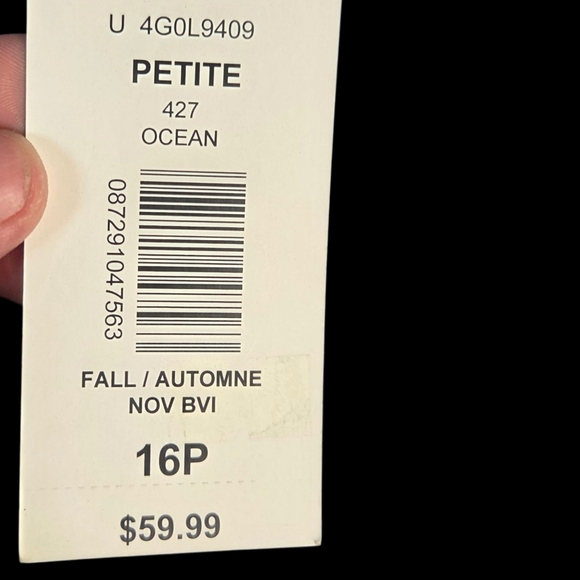 U 4G0L9409
PETITE
427
OCEAN
087291047563
FALL / AUTOMNE
NOV BVI
16P
$59.99